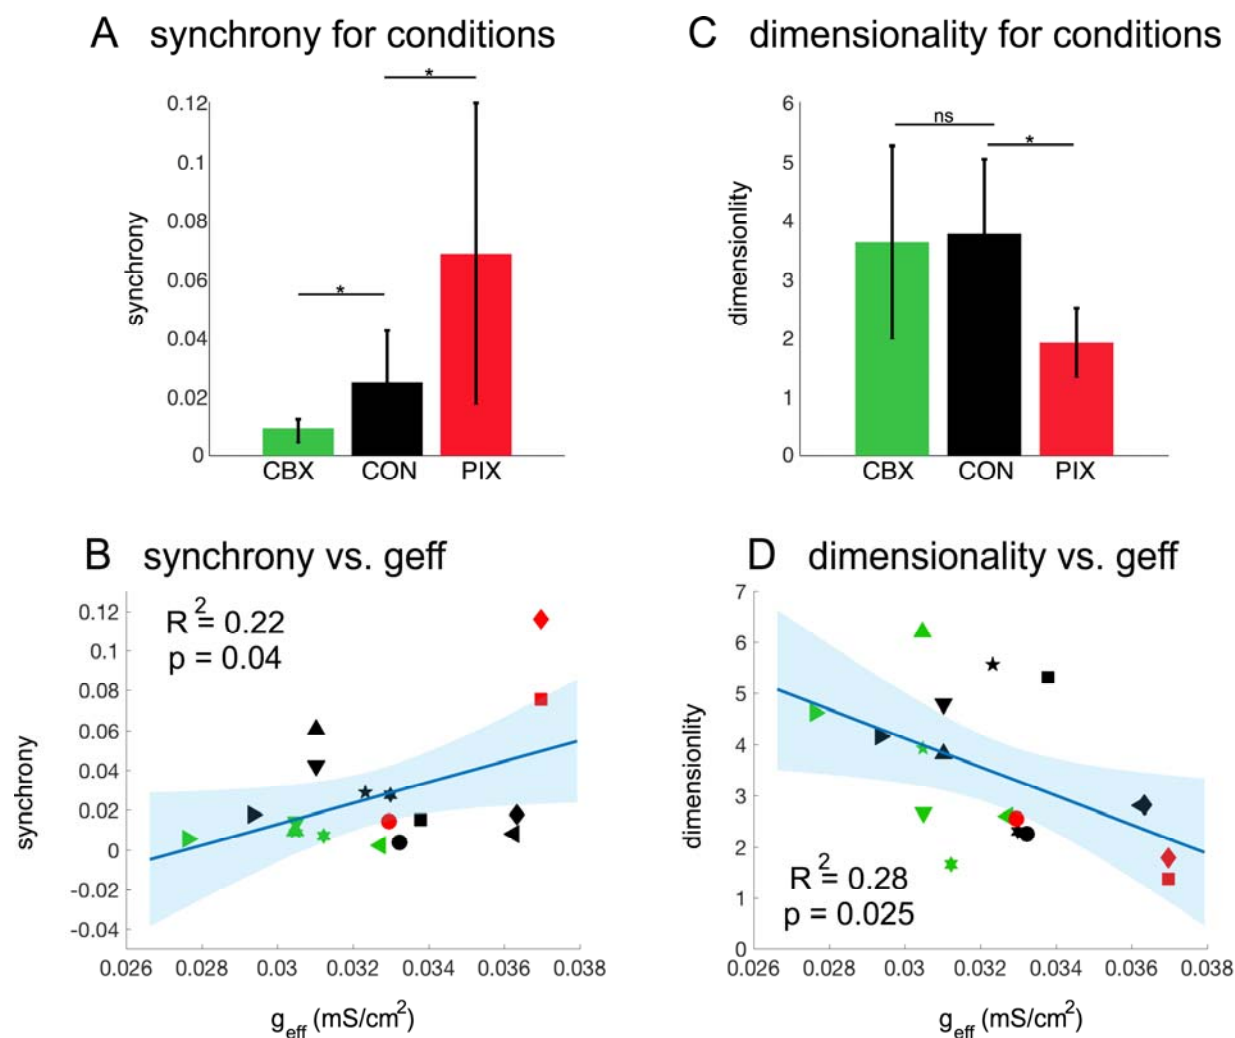 A synchrony for conditions
*
*
0.12
0.1
0.08
0.06
0.04
0.02
0
synchrony
CBX CON PIX
C dimensionality for conditions
ns
*
6
5
4
3
2
1
0
dimensionlity
CBX CON PIX
B synchrony vs. geff
R2 = 0.22
p = 0.04
0.12
0.1
0.08
0.06
0.04
0.02
0
-0.02
-0.04
synchrony
0.026 0.028 0.03 0.032 0.034 0.036 0.038
geff (mS/cm2)
D dimensionality vs. geff
7
6
5
4
3
2
1
0
dimensionlity
R2 = 0.28
p = 0.025
0.026 0.028 0.03 0.032 0.034 0.036 0.038
geff (mS/cm2)